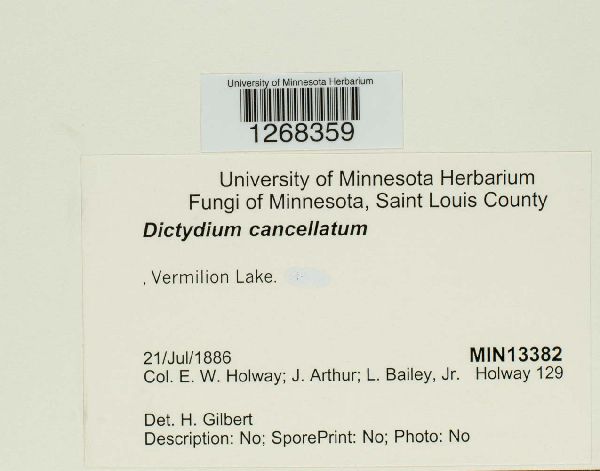 University of Minnesota Herbarium
1268359
University of Minnesota Herbarium
Fungi of Minnesota, Saint Louis County
Dictydium cancellatum
, Vermilion Lake.
21/Jul/1886 MIN13382
Col. E. W. Holway; J. Arthur; L. Bailey, Jr. Holway 129
Det. H. Gilbert
Description: No; SporePrint: No; Photo: No